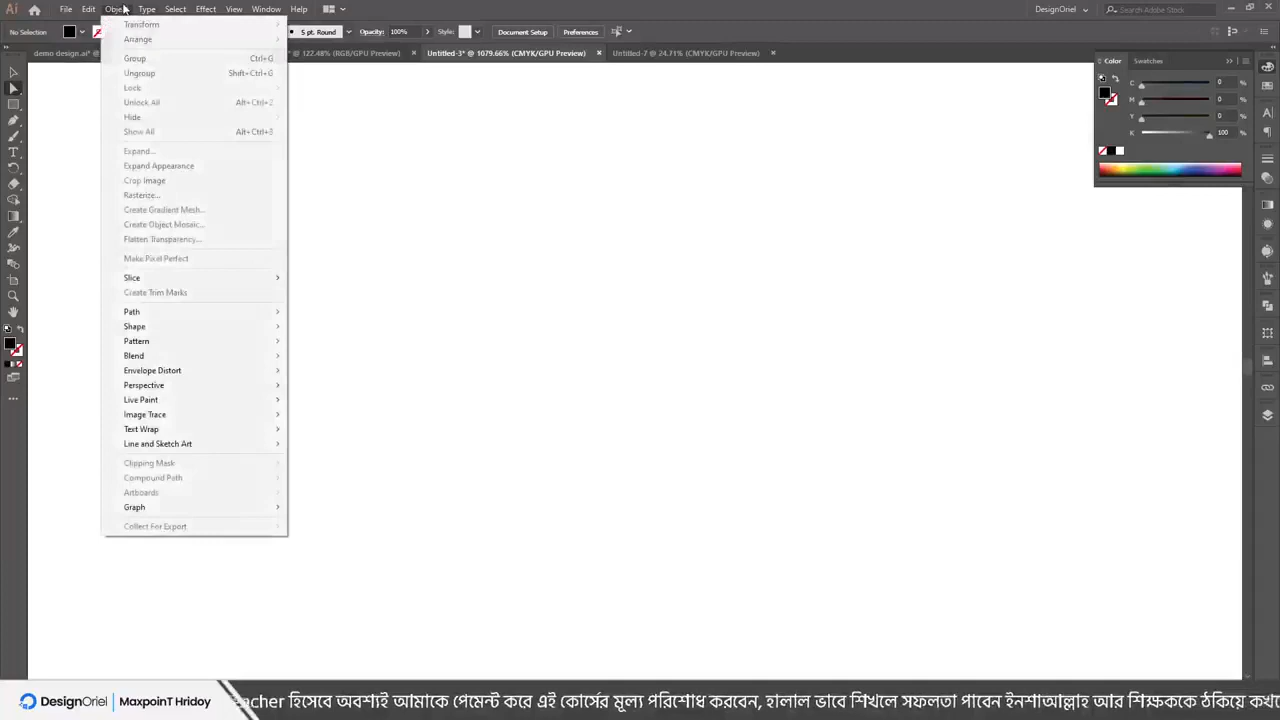 Ai File Edit Object Type Select Effect View Window Help DesignOriel Search Adobe Stock
No Selection 5 pt. Round Opacity: 100% Style: Document Setup Preferences
demo design.ai* @ @ 122.48% (RGB/GPU Preview) × Untitled-3* @ 1079.66% (CMYK/GPU Preview) × Untitled-7 @ 24.71% (CMYK/GPU Preview) ×
Color Swatches
C 0 %
M 0 %
Y 0 %
K 100 %
Transform
Arrange
Group Ctrl+G
Ungroup Shift+Ctrl+G
Lock
Unlock All Alt+Ctrl+2
Hide
Show All Alt+Ctrl+3
Expand...
Expand Appearance
Crop Image
Rasterize...
Create Gradient Mesh...
Create Object Mosaic...
Flatten Transparency...
Make Pixel Perfect
Slice
Create Trim Marks
Path
Shape
Pattern
Blend
Envelope Distort
Perspective
Live Paint
Image Trace
Text Wrap
Line and Sketch Art
Clipping Mask
Compound Path
Artboards
Graph
Collect For Export
DesignOriel | MaxpoinT Hridoy eacher হিসেবে অবশ্যই আমাকে পেমেন্ট করে এই কোর্সের মূল্য পরিশোধ করবেন, হালাল ভাবে শিখলে সফলতা পাবেন ইনশাআল্লাহ আর শিক্ষককে ঠকিয়ে কখ